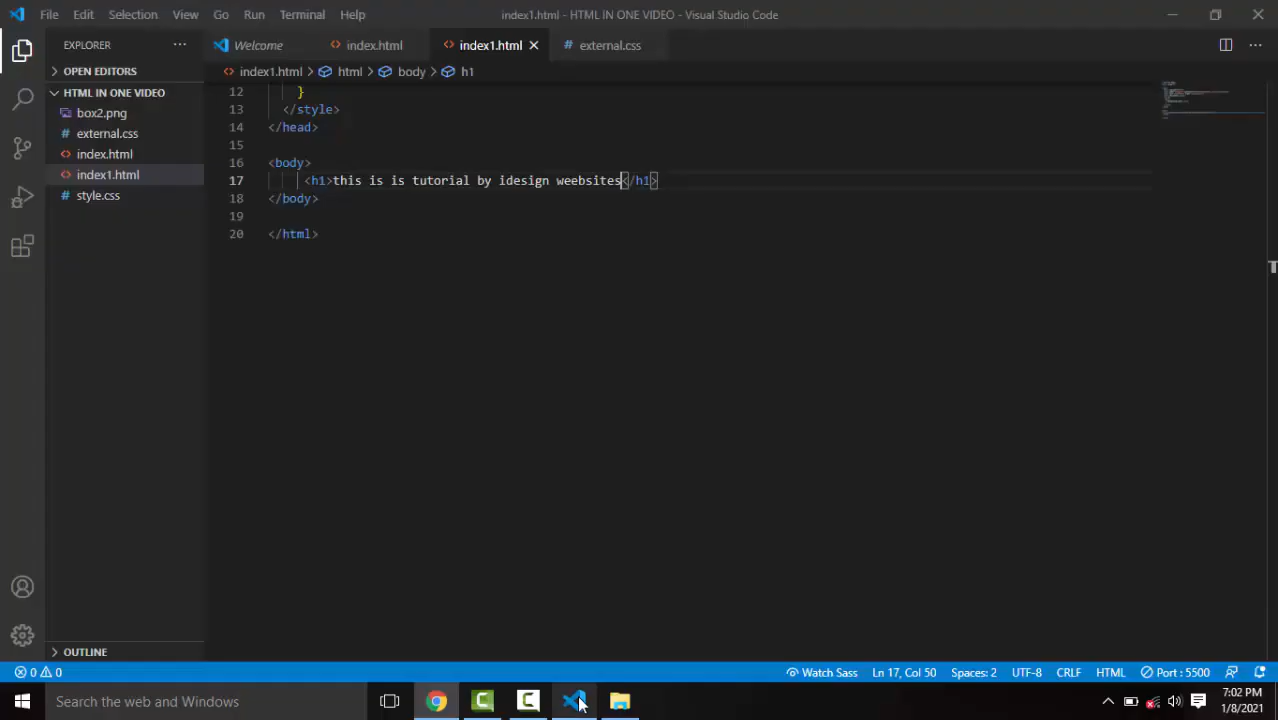 File Edit Selection View Go Run Terminal Help index1.html - HTML IN ONE VIDEO - Visual Studio Code
EXPLORER ··· Welcome index.html index1.html external.css
OPEN EDITORS index1.html > html > body > h1
HTML IN ONE VIDEO
box2.png
external.css
index.html
index1.html
style.css
12 }
13 </style>
14 </head>
15
16 <body>
17 <h1>this is is tutorial by idesign weebsites</h1>
18 </body>
19
20 </html>
OUTLINE
0 0 Watch Sass Ln 17, Col 50 Spaces: 2 UTF-8 CRLF HTML Port : 5500
Search the web and Windows
7:02 PM
1/8/2021